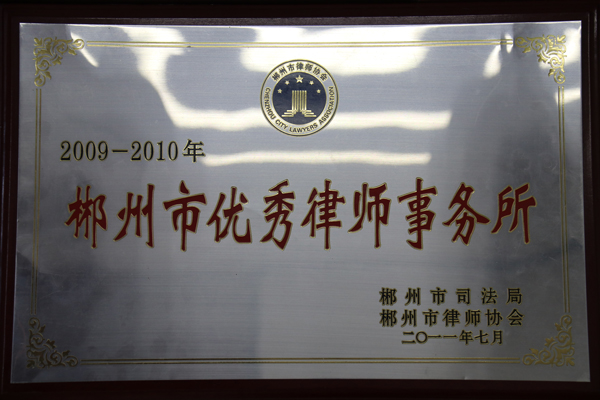 郴州市律师协会
CHENZHOU CITY LAWYERS ASSOCIATION
2009-2010年
郴州市优秀律师事务所
郴州市司法局
郴州市律师协会
二〇一一年七月